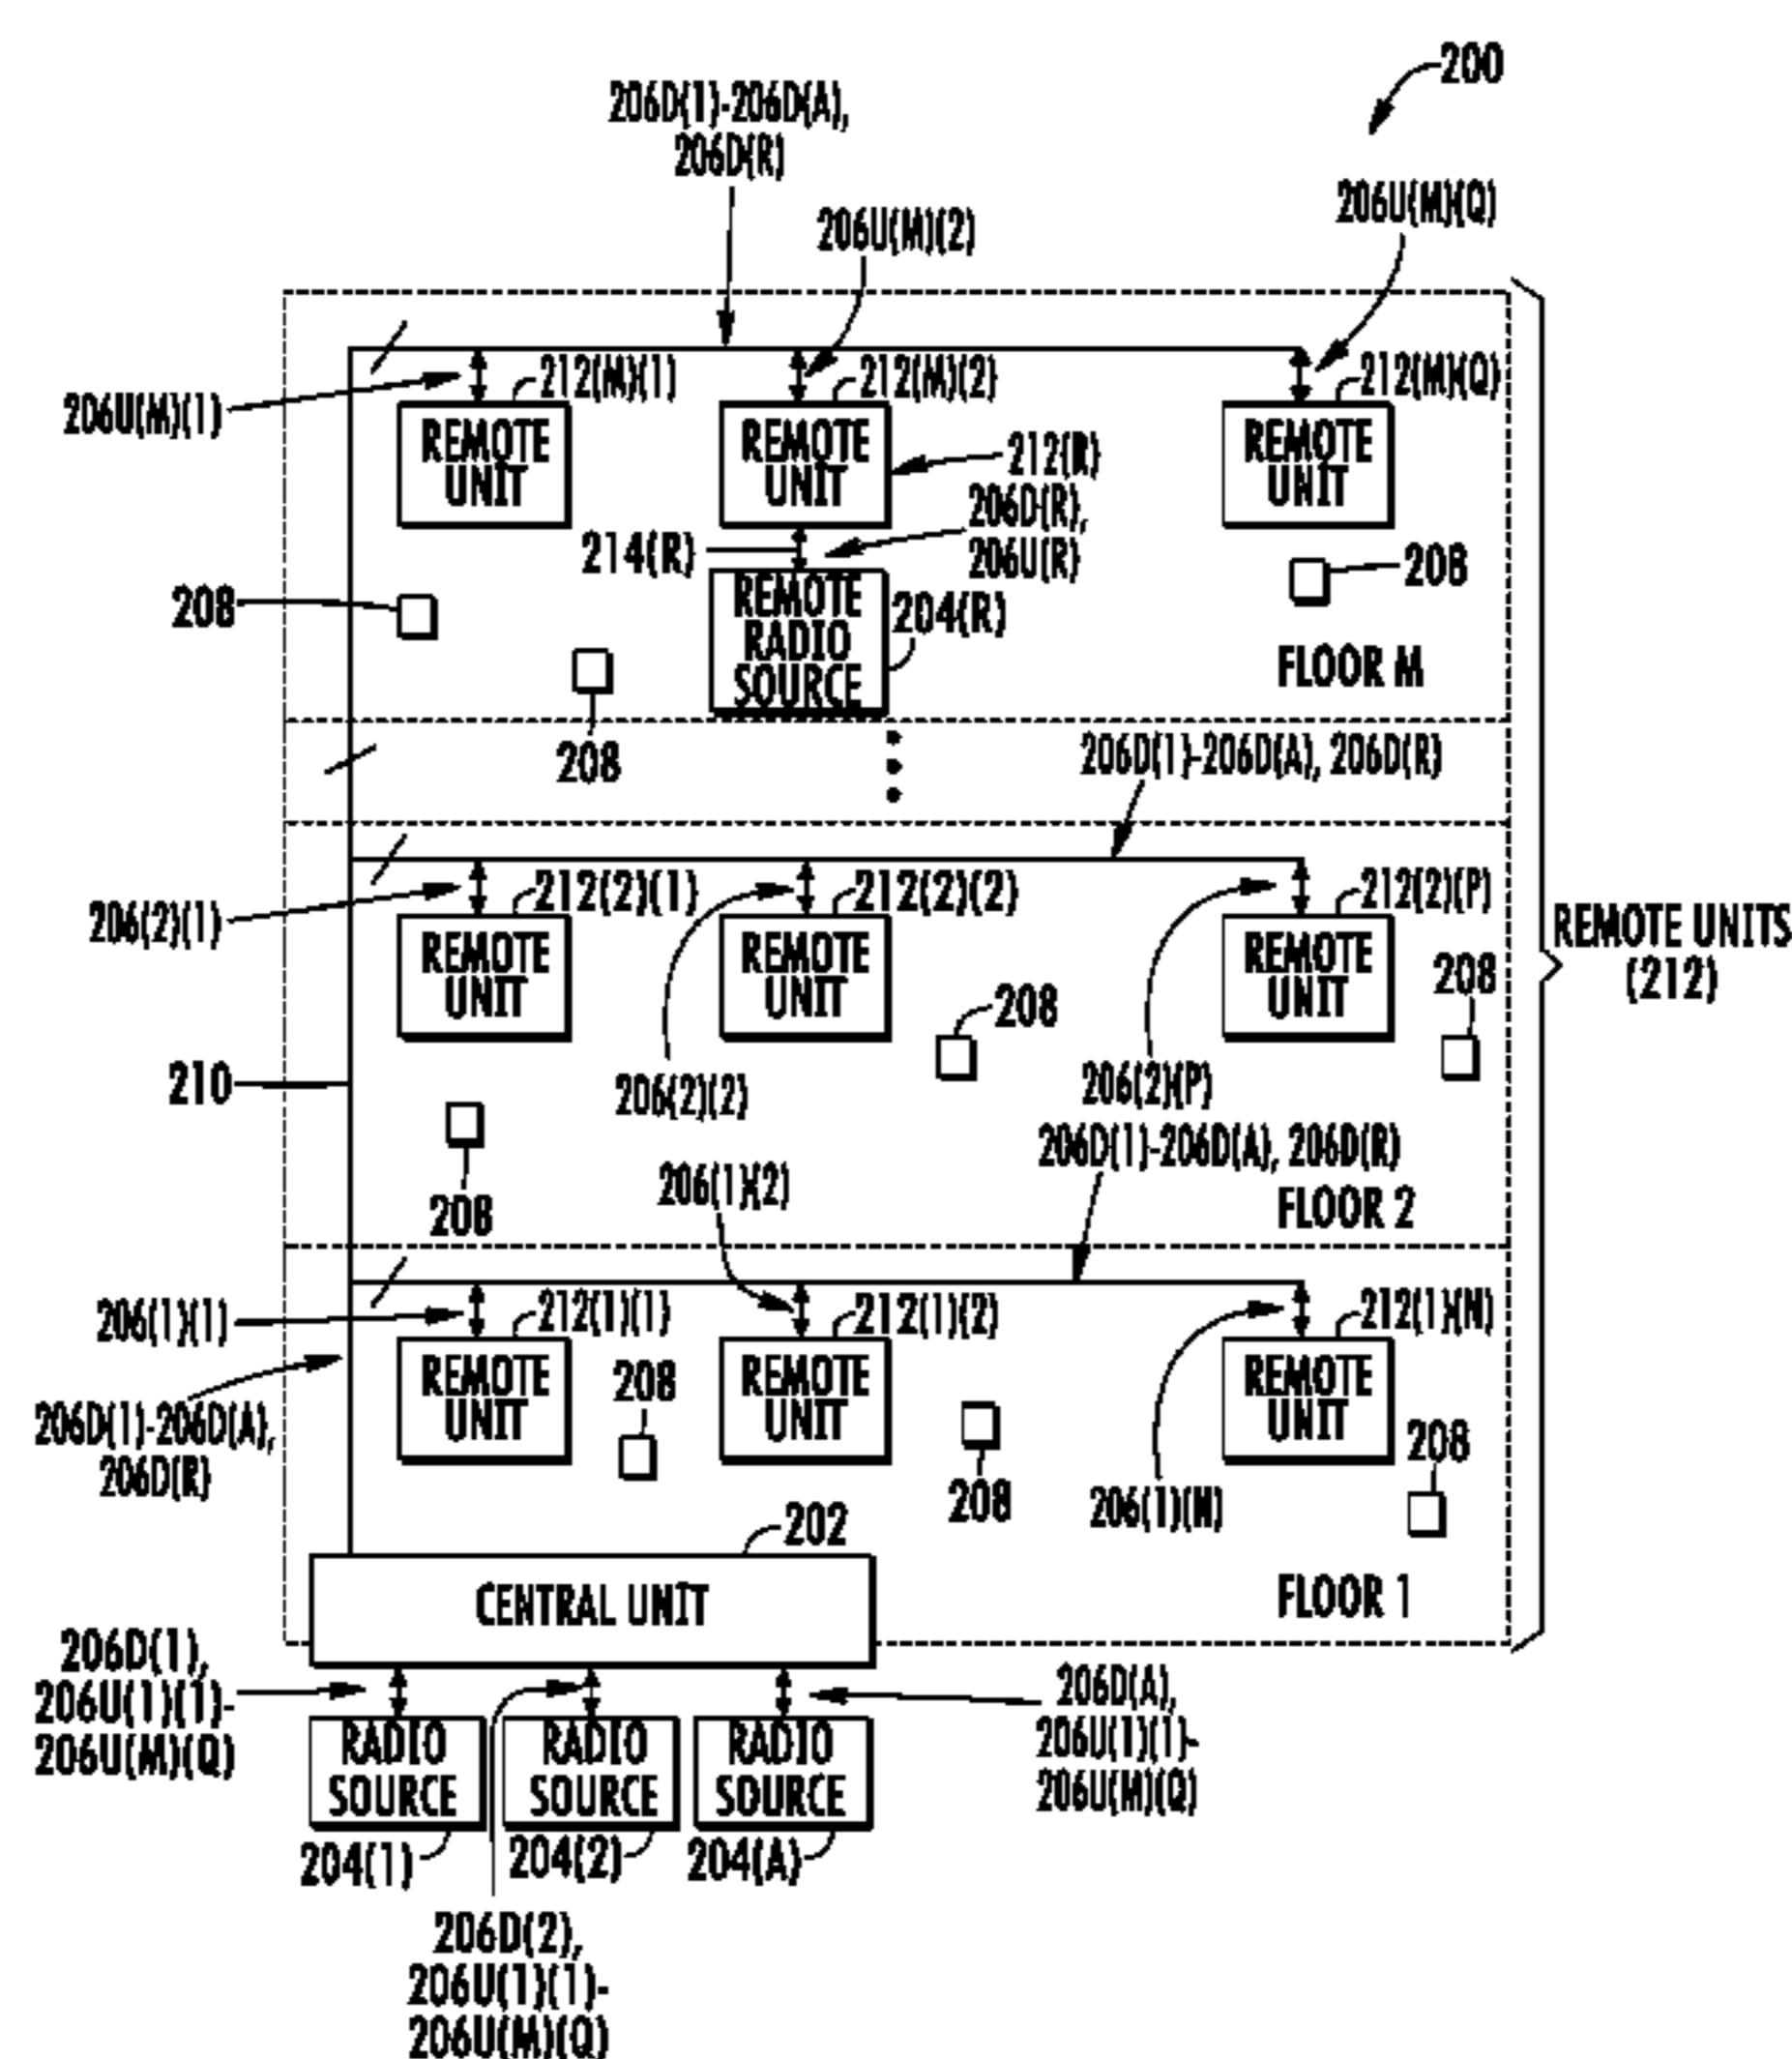 200
206D(1)-206D(A),
206D(R)
206U(M)(2)
206U(M)(Q)
206U(M)(1)
212(M)(1)
212(M)(2)
212(M)(Q)
REMOTE
UNIT
REMOTE
UNIT
REMOTE
UNIT
212(R)
206D(R),
206U(R)
214(R)
208
208
REMOTE
RADIO
SOURCE
204(R)
FLOOR M
208
206D(1)-206D(A), 206D(R)
206(2)(1)
212(2)(1)
212(2)(2)
212(2)(P)
REMOTE
UNIT
REMOTE
UNIT
REMOTE
UNIT
REMOTE UNITS
(212)
208
208
210
206(2)(2)
206(2)(P)
208
206(1)(2)
206D(1)-206D(A), 206D(R)
FLOOR 2
206(1)(1)
212(1)(1)
212(1)(2)
212(1)(N)
REMOTE
UNIT
208
REMOTE
UNIT
REMOTE
UNIT
206D(1)-206D(A),
206D(R)
208
206(1)(N)
208
202
CENTRAL UNIT
FLOOR 1
206D(1),
206U(1)(1)-
206U(M)(Q)
206D(A),
206U(1)(1)-
206U(M)(Q)
RADIO
SOURCE
RADIO
SOURCE
RADIO
SOURCE
204(1)
204(2)
204(A)
206D(2),
206U(1)(1)-
206U(M)(Q)